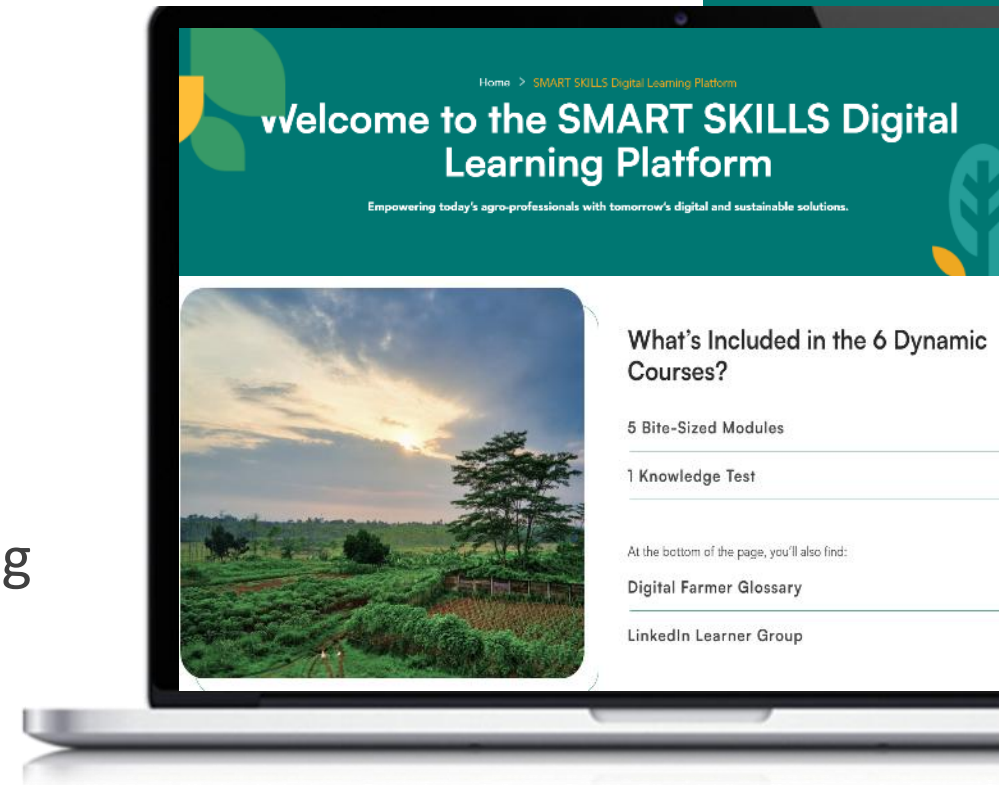 Home > SMART SKILLS Digital Learning Platform
Welcome to the SMART SKILLS Digital
Learning Platform
Empowering today's agro-professionals with tomorrow's digital and sustainable solutions.
What's Included in the 6 Dynamic
Courses?
5 Bite-Sized Modules
1 Knowledge Test
At the bottom of the page, you'll also find:
Digital Farmer Glossary
LinkedIn Learner Group
g